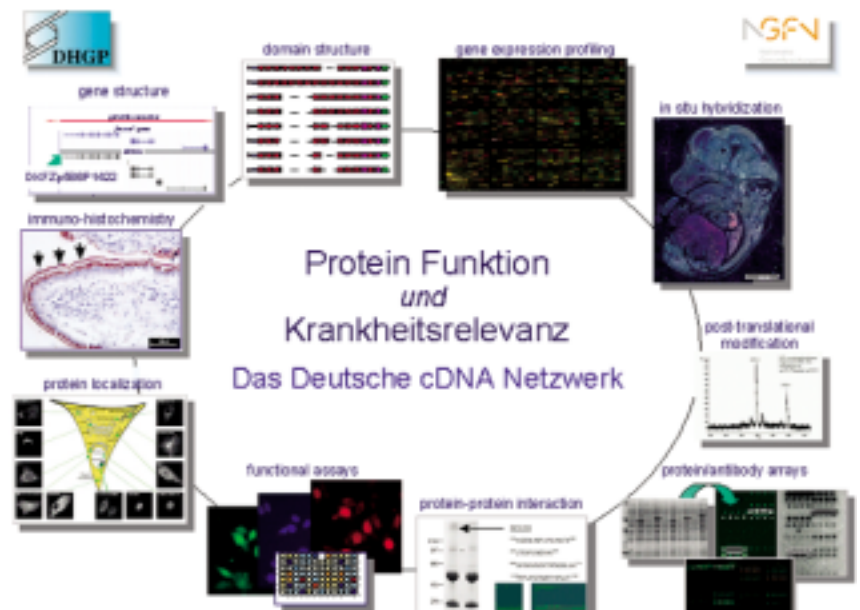 DHGP
NGFN
domain structure
gene expression profiling
gene structure
in situ hybridization
immuno-histochemistry
Protein Funktion
und
Krankheitsrelevanz
Das Deutsche cDNA Netzwerk
post-translational
modification
protein localization
functional assays
protein-protein interaction
protein/antibody arrays